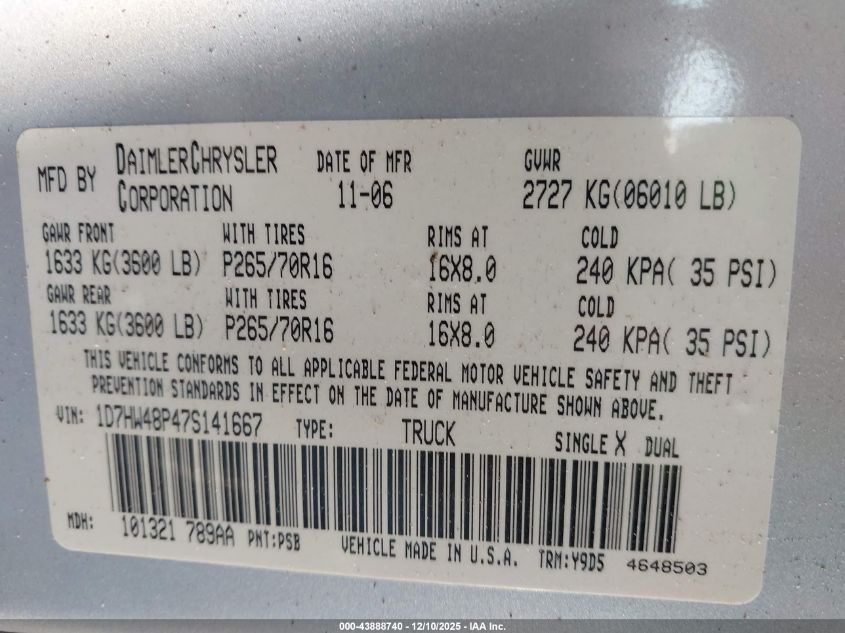 MFD BY DAIMLERCHRYSLER CORPORATION DATE OF MFR 11-06 GVWR 2727 KG(06010 LB)
GAWR FRONT WITH TIRES RIMS AT COLD
1633 KG(3600 LB) P265/70R16 16X8.0 240 KPA( 35 PSI)
GAWR REAR WITH TIRES RIMS AT COLD
1633 KG(3600 LB) P265/70R16 16X8.0 240 KPA( 35 PSI)
THIS VEHICLE CONFORMS TO ALL APPLICABLE FEDERAL MOTOR VEHICLE SAFETY AND THEFT
PREVENTION STANDARDS IN EFFECT ON THE DATE OF MANUFACTURE SHOWN ABOVE.
VIN: 1D7HW48P47S141667 TYPE: TRUCK SINGLE X DUAL
MDH: 101321 789AA PNT:PSB VEHICLE MADE IN U.S.A. TRM:Y9D5 4648503
000-43888740 - 12/10/2025 - IAA Inc.